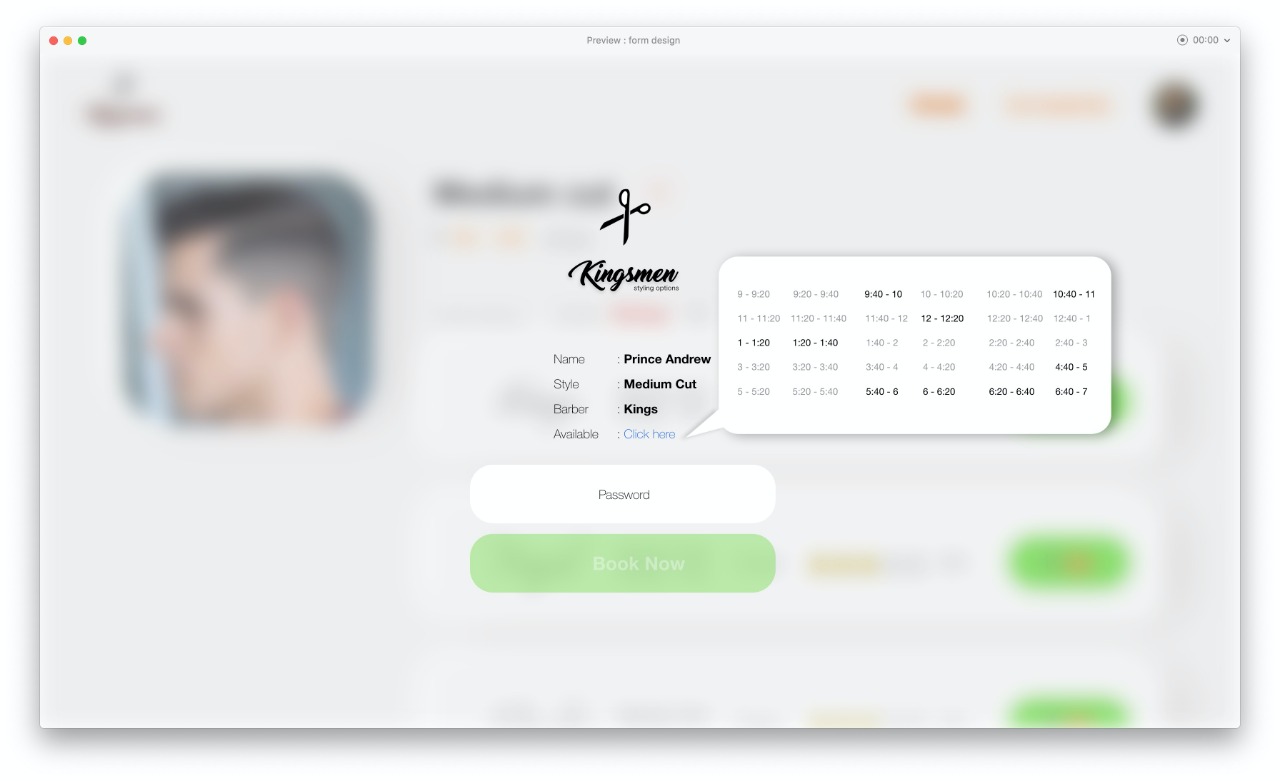 Preview : form design
00:00
Medium cut
Kingsmen
styling options
9 - 9:20 9:20 - 9:40 9:40 - 10 10 - 10:20 10:20 - 10:40 10:40 - 11
11 - 11:20 11:20 - 11:40 11:40 - 12 12 - 12:20 12:20 - 12:40 12:40 - 1
1 - 1:20 1:20 - 1:40 1:40 - 2 2 - 2:20 2:20 - 2:40 2:40 - 3
3 - 3:20 3:20 - 3:40 3:40 - 4 4 - 4:20 4:20 - 4:40 4:40 - 5
5 - 5:20 5:20 - 5:40 5:40 - 6 6 - 6:20 6:20 - 6:40 6:40 - 7
Name : Prince Andrew
Style : Medium Cut
Barber : Kings
Available : Click here
Password
Book Now